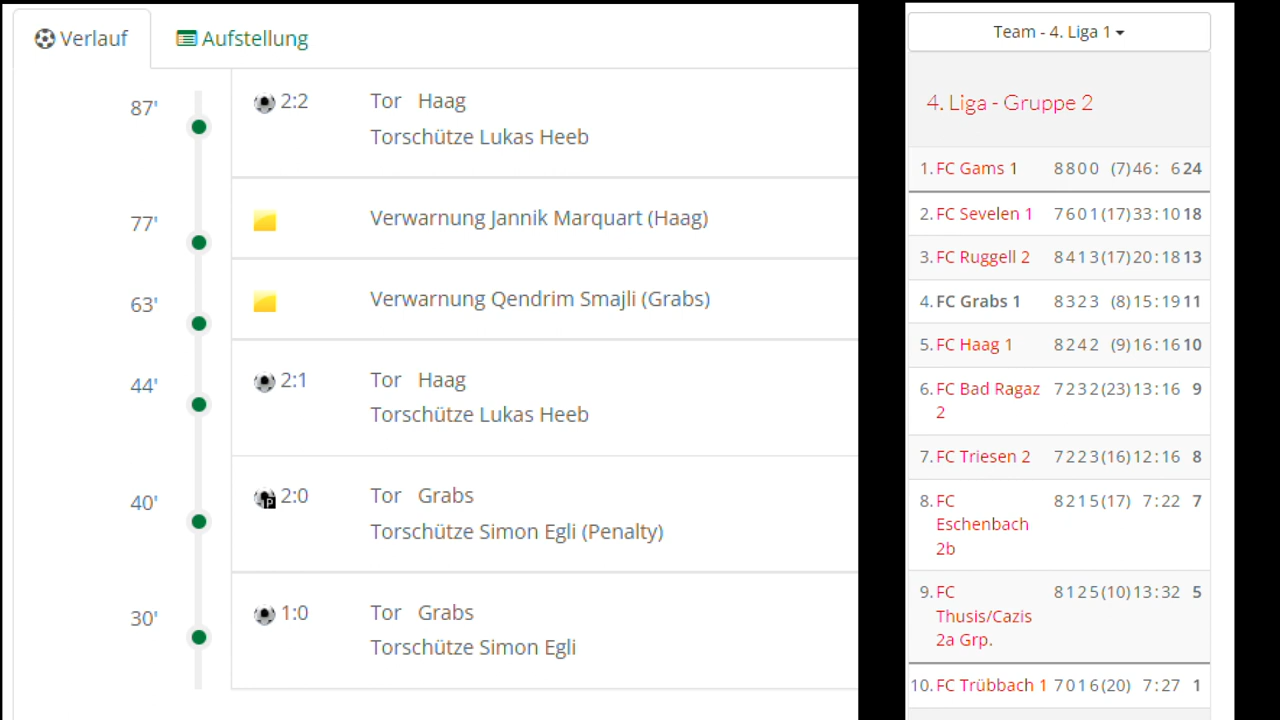 Verlauf Aufstellung
87' 2:2 Tor Haag
Torschütze Lukas Heeb
77' Verwarnung Jannik Marquart (Haag)
63' Verwarnung Qendrim Smajli (Grabs)
44' 2:1 Tor Haag
Torschütze Lukas Heeb
40' P 2:0 Tor Grabs
Torschütze Simon Egli (Penalty)
30' 1:0 Tor Grabs
Torschütze Simon Egli
Team - 4. Liga 1
4. Liga - Gruppe 2
1. FC Gams 1 8 8 0 0 (7) 46: 6 24
2. FC Sevelen 1 7 6 0 1 (17) 33:10 18
3. FC Ruggell 2 8 4 1 3 (17) 20:18 13
4. FC Grabs 1 8 3 2 3 (8) 15:19 11
5. FC Haag 1 8 2 4 2 (9) 16:16 10
6. FC Bad Ragaz 7 2 3 2 (23) 13:16 9
2
7. FC Triesen 2 7 2 2 3 (16) 12:16 8
8. FC 8 2 1 5 (17) 7:22 7
Eschenbach
2b
9. FC 8 1 2 5 (10) 13:32 5
Thusis/Cazis
2a Grp.
10. FC Trübbach 1 7 0 1 6 (20) 7:27 1